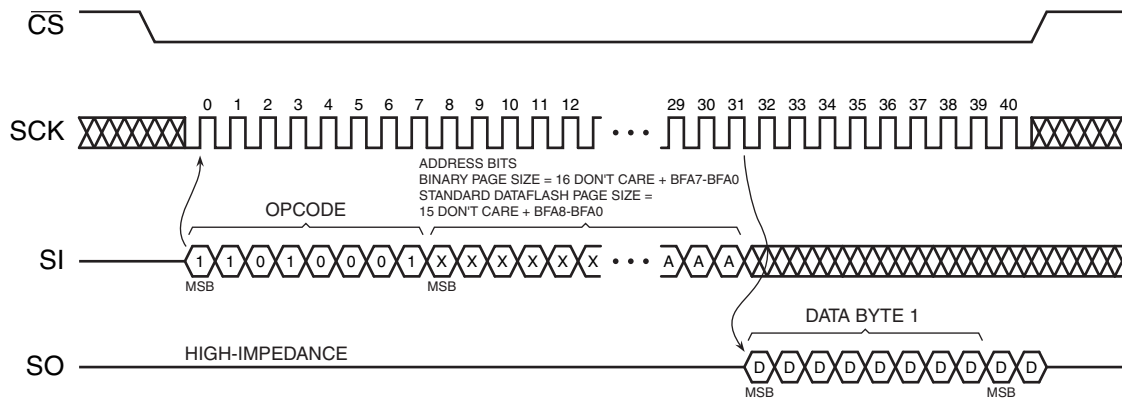 CS
SCK
0 1 2 3 4 5 6 7 8 9 10 11 12 29 30 31 32 33 34 35 36 37 38 39 40
ADDRESS BITS
BINARY PAGE SIZE = 16 DON'T CARE + BFA7-BFA0
STANDARD DATAFLASH PAGE SIZE =
15 DON'T CARE + BFA8-BFA0
OPCODE
SI
1 1 0 1 0 0 0 1 X X X X X X A A A
MSB MSB
DATA BYTE 1
SO
HIGH-IMPEDANCE
D D D D D D D D D D
MSB MSB